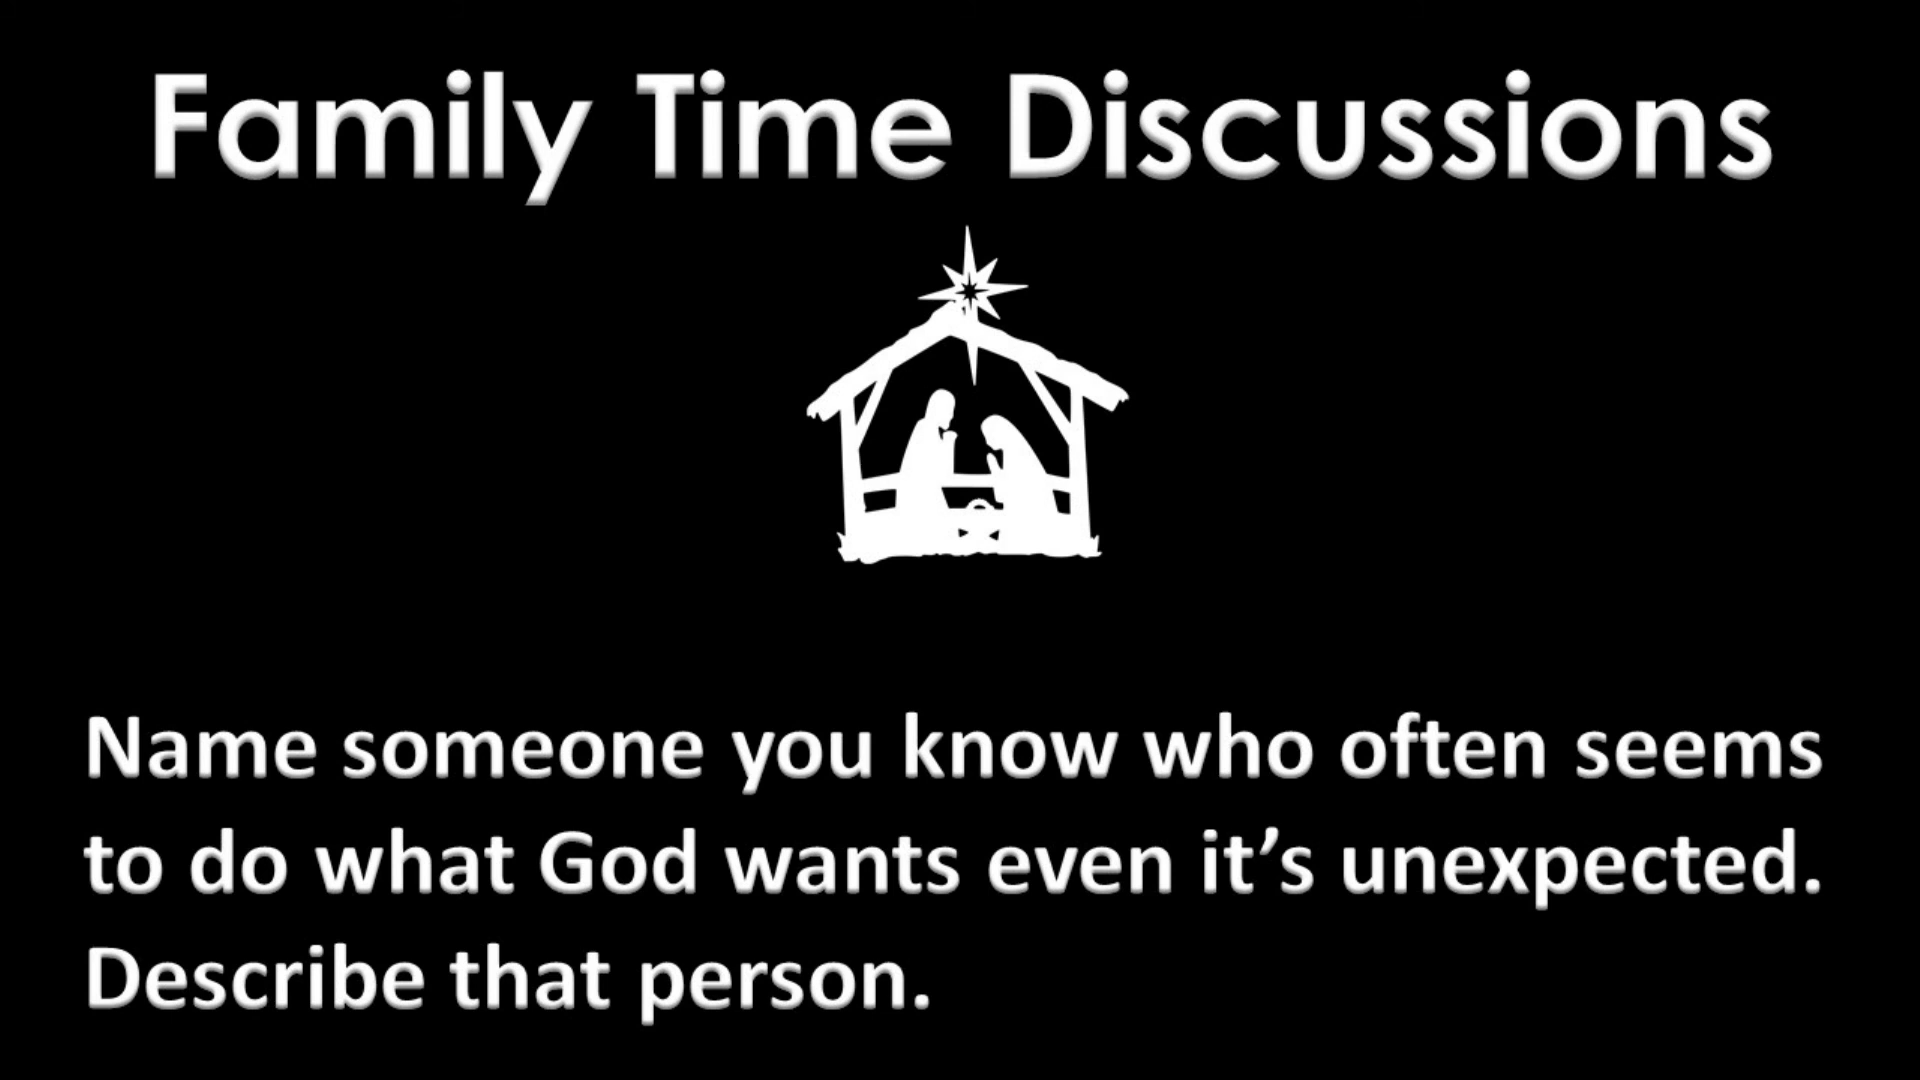 Family Time Discussions
Name someone you know who often seems
to do what God wants even it’s unexpected.
Describe that person.